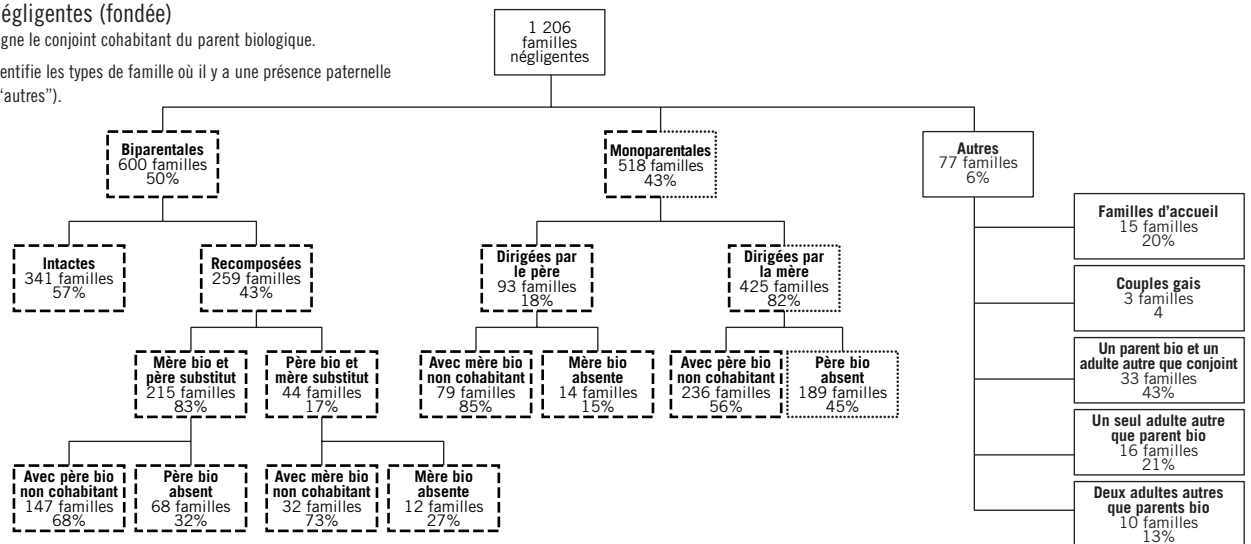 égligentes (fondée)
gne le conjoint cohabitant du parent biologique.
entifie les types de famille où il y a une présence paternelle
“autres”).
1 206
familles
négligentes
Biparentales
600 familles
50%
Monoparentales
518 familles
43%
Autres
77 familles
6%
Intactes
341 familles
57%
Recomposées
259 familles
43%
Dirigées par
le père
93 familles
18%
Dirigées par
la mère
425 familles
82%
Mère bio et
père substitut
215 familles
83%
Père bio et
mère substitut
44 familles
17%
Avec mère bio
non cohabitant
79 familles
85%
Mère bio
absente
14 familles
15%
Avec père bio
non cohabitant
236 familles
56%
Père bio
absent
189 familles
45%
Avec père bio
non cohabitant
147 familles
68%
Père bio
absent
68 familles
32%
Avec mère bio
non cohabitant
32 familles
73%
Mère bio
absente
12 familles
27%
Familles d'accueil
15 familles
20%
Couples gais
3 familles
4
Un parent bio et un
adulte autre que conjoint
33 familles
43%
Un seul adulte autre
que parent bio
16 familles
21%
Deux adultes autres
que parents bio
10 familles
13%